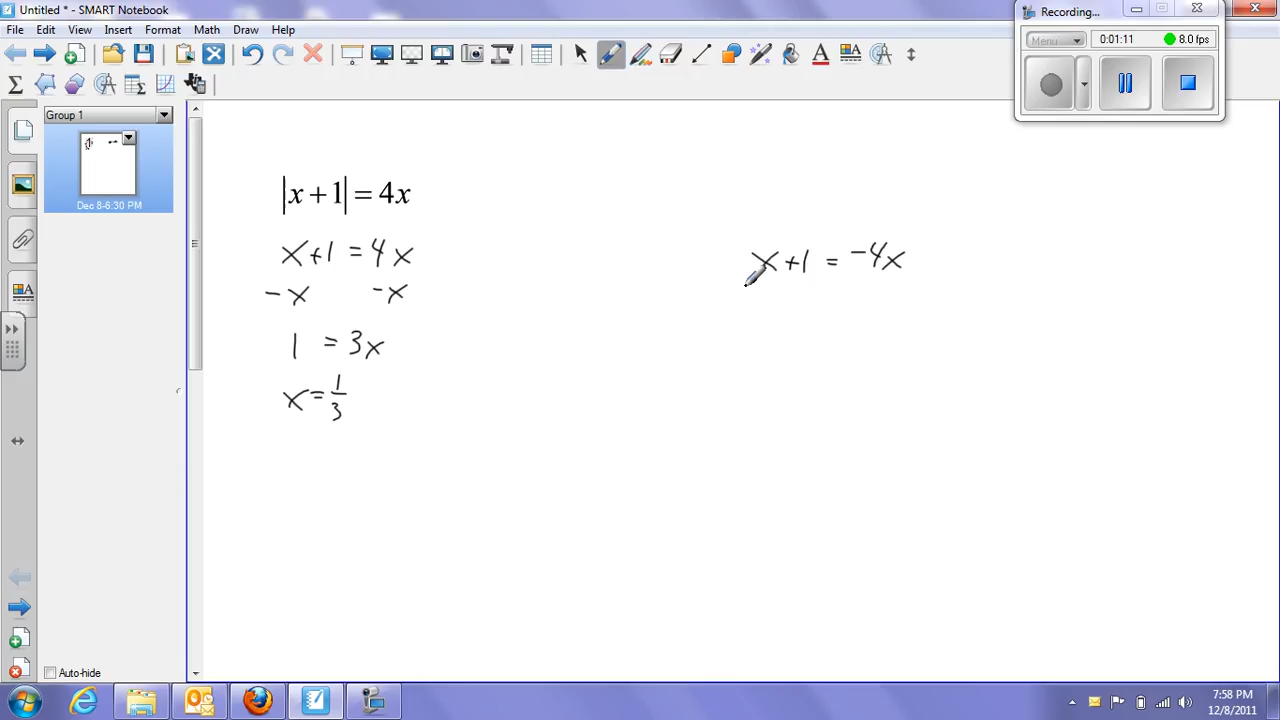 Untitled * - SMART Notebook
Recording...
File Edit View Insert Format Math Draw Help
Menu
0:01:11
8.0 fps
Group 1
Dec 8-6:30 PM
|x + 1| = 4x
x+1 = 4x
-x -x
1 = 3x
x = 1/3
x+1 = -4x
Auto-hide
7:58 PM
12/8/2011